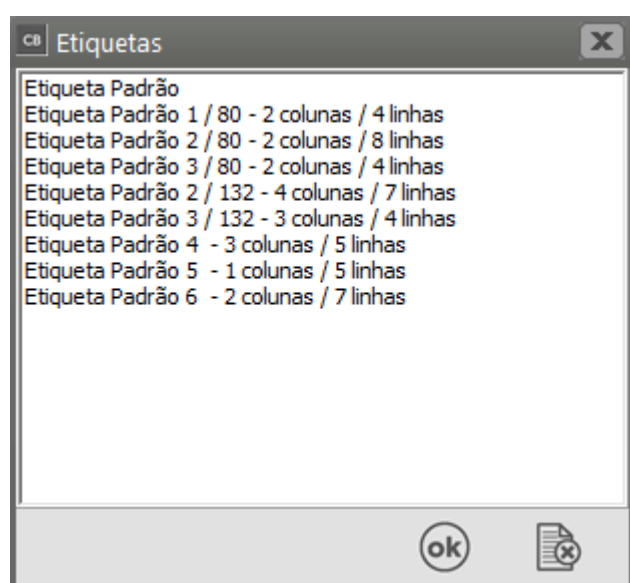 CB Etiquetas
Etiqueta Padrão
Etiqueta Padrão 1 / 80 - 2 colunas / 4 linhas
Etiqueta Padrão 2 / 80 - 2 colunas / 8 linhas
Etiqueta Padrão 3 / 80 - 2 colunas / 4 linhas
Etiqueta Padrão 2 / 132 - 4 colunas / 7 linhas
Etiqueta Padrão 3 / 132 - 3 colunas / 4 linhas
Etiqueta Padrão 4  - 3 colunas / 5 linhas
Etiqueta Padrão 5  - 1 colunas / 5 linhas
Etiqueta Padrão 6  - 2 colunas / 7 linhas
ok